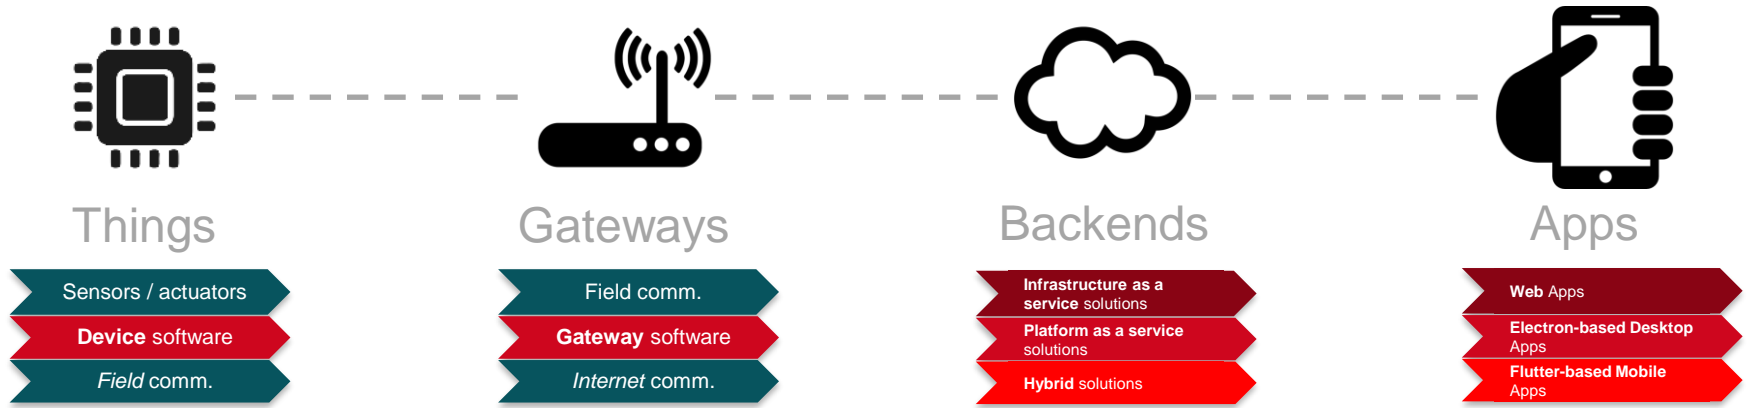 Things
Gateways
Backends
Apps
Sensors / actuators
Device software
Field comm.
Field comm.
Gateway software
Internet comm.
Infrastructure as a
service solutions
Platform as a service
solutions
Hybrid solutions
Web Apps
Electron-based Desktop
Apps
Flutter-based Mobile
Apps